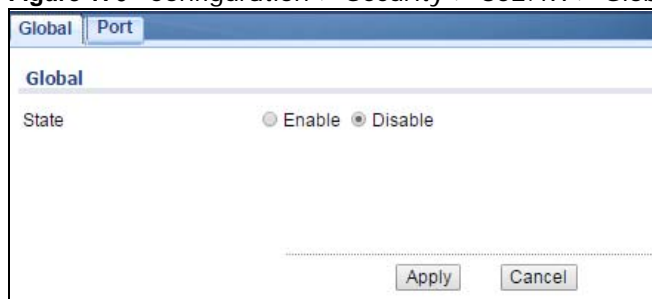 Global Port
Global
State Enable Disable
Apply Cancel